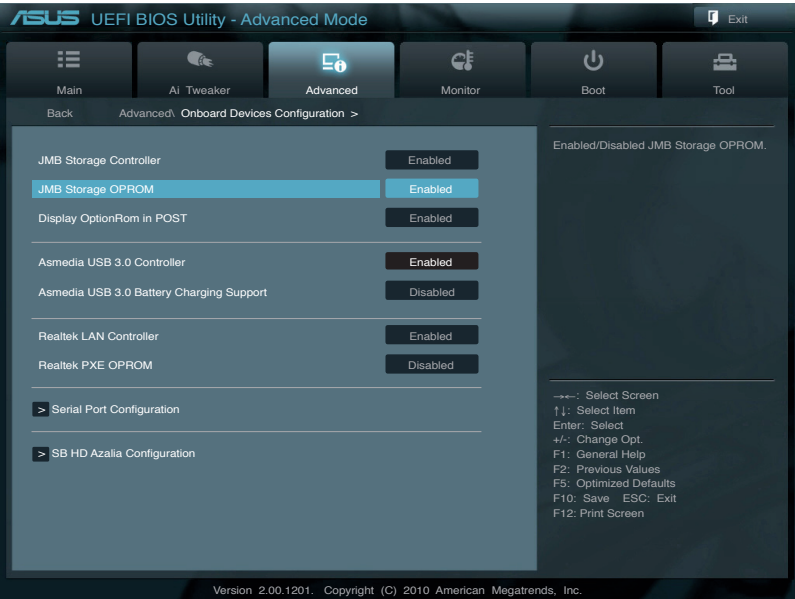 ASUS UEFI BIOS Utility - Advanced Mode
Exit
Main
Ai Tweaker
Advanced
Monitor
Boot
Tool
Back Advanced\ Onboard Devices Configuration >
JMB Storage Controller Enabled
JMB Storage OPROM Enabled
Display OptionRom in POST Enabled
Asmedia USB 3.0 Controller Enabled
Asmedia USB 3.0 Battery Charging Support Disabled
Realtek LAN Controller Enabled
Realtek PXE OPROM Disabled
> Serial Port Configuration
> SB HD Azalia Configuration
Enabled/Disabled JMB Storage OPROM.
→←: Select Screen
↑↓: Select Item
Enter: Select
+/-: Change Opt.
F1: General Help
F2: Previous Values
F5: Optimized Defaults
F10: Save ESC: Exit
F12: Print Screen
Version 2.00.1201. Copyright (C) 2010 American Megatrends, Inc.